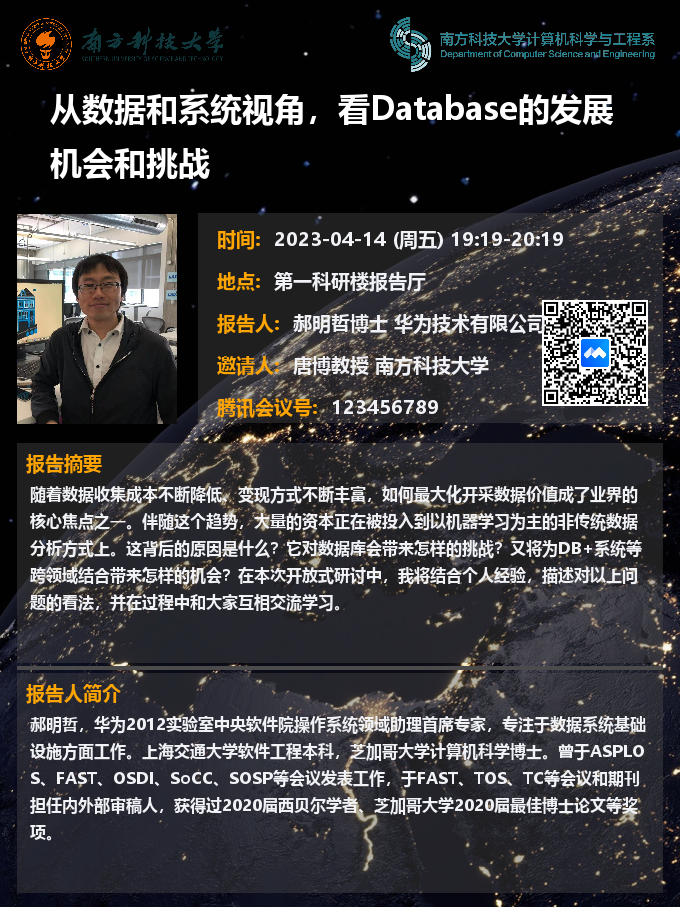 南方科技大学
SOUTHERN UNIVERSITY OF SCIENCE AND TECHNOLOGY
南方科技大学计算机科学与工程系
Department of Computer Science and Engineering
从数据和系统视角，看Database的发展
机会和挑战
时间：2023-04-14 (周五) 19:19-20:19
地点：第一科研楼报告厅
报告人：郝明哲博士 华为技术有限公司
邀请人：唐博教授 南方科技大学
腾讯会议号：123456789
报告摘要
随着数据收集成本不断降低、变现方式不断丰富，如何最大化开采数据价值成了业界的
核心焦点之一。伴随这个趋势，大量的资本正在被投入到以机器学习为主的非传统数据
分析方式上。这背后的原因是什么？它对数据库会带来怎样的挑战？又将为DB+系统等
跨领域结合带来怎样的机会？在本次开放式研讨中，我将结合个人经验，描述对以上问
题的看法，并在过程中和大家互相交流学习。
报告人简介
郝明哲，华为2012实验室中央软件院操作系统领域助理首席专家，专注于数据系统基础
设施方面工作。上海交通大学软件工程本科，芝加哥大学计算机科学博士。曾于ASPLO
S、FAST、OSDI、SoCC、SOSP等会议发表工作，于FAST、TOS、TC等会议和期刊
担任内外部审稿人，获得过2020届西贝尔学者、芝加哥大学2020届最佳博士论文等奖
项。